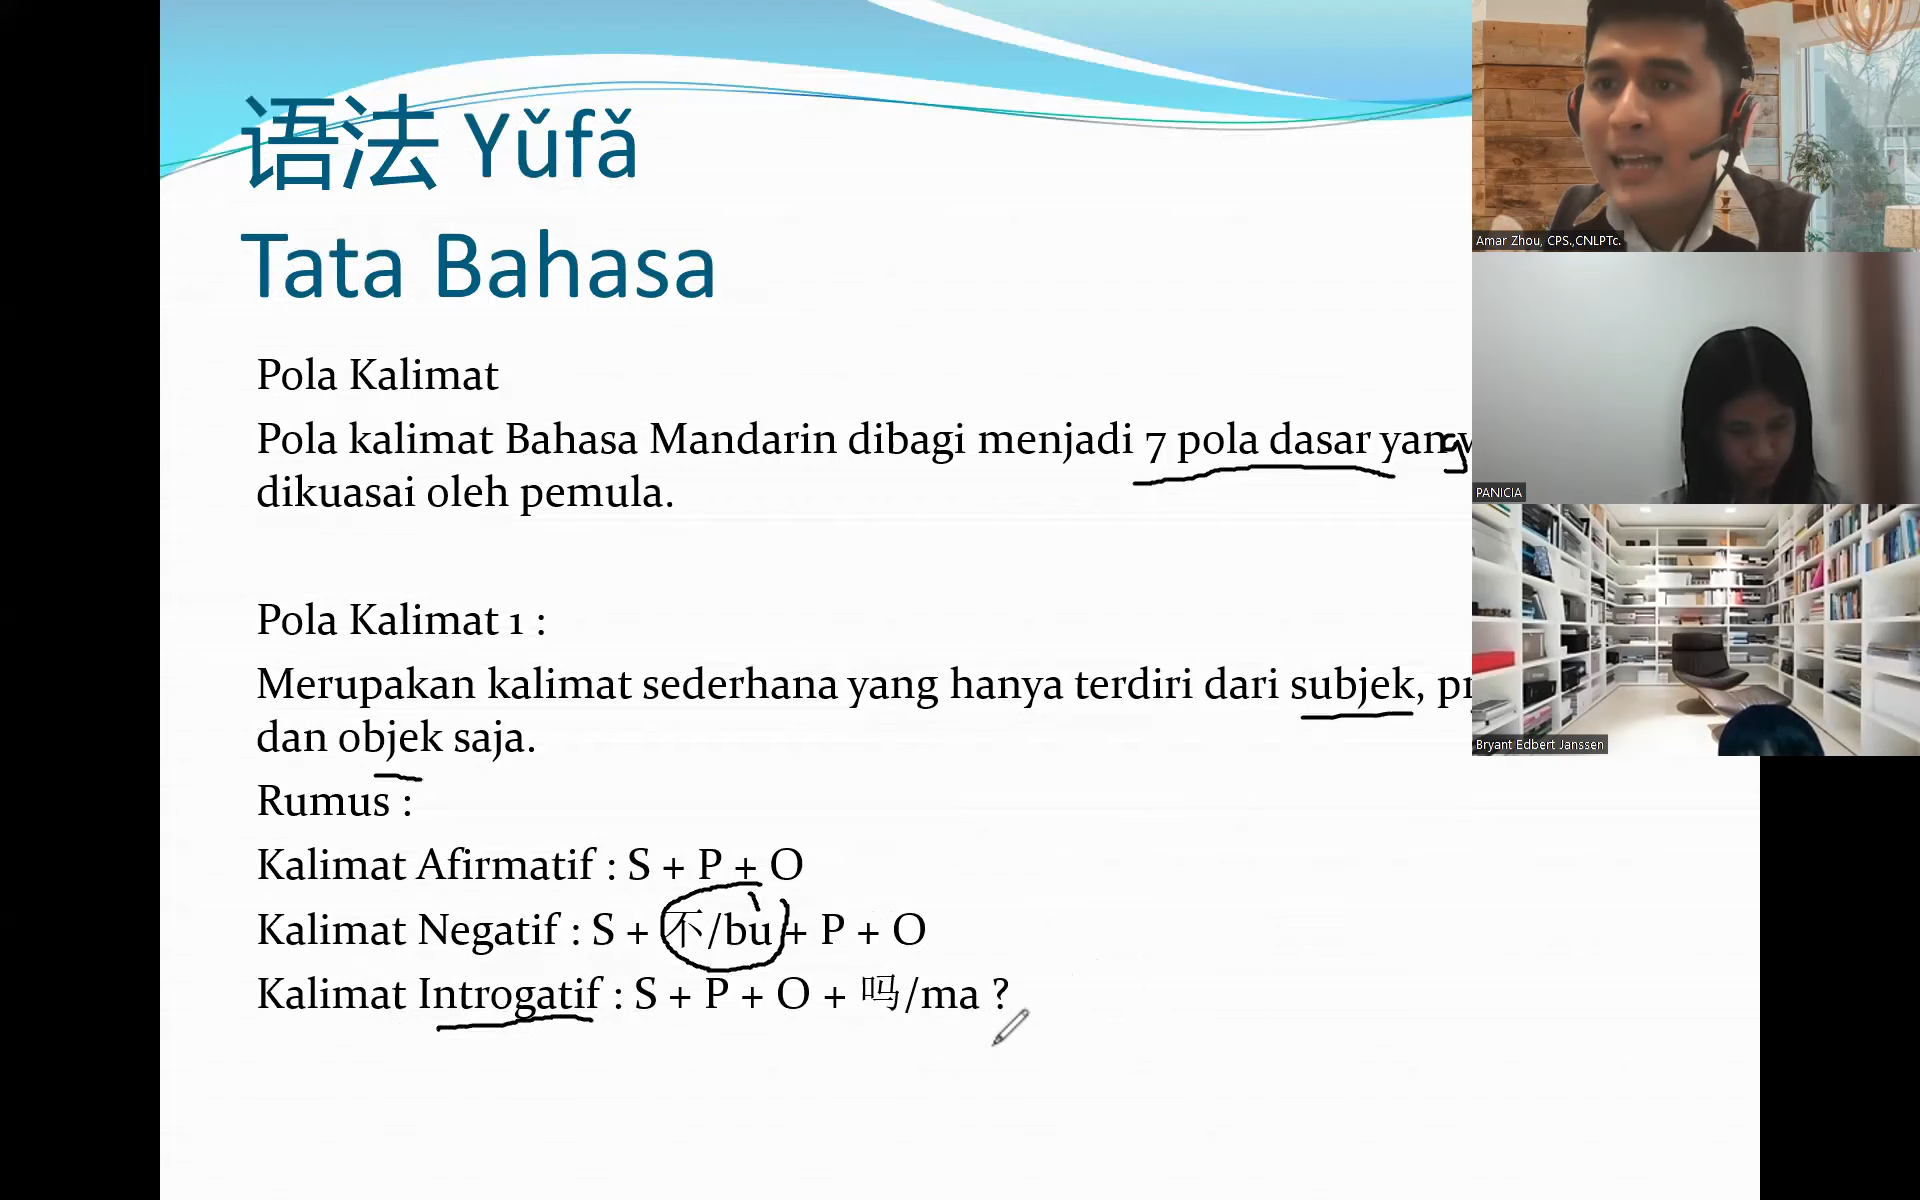 语法 Yǔfǎ
Tata Bahasa
Pola Kalimat
Pola kalimat Bahasa Mandarin dibagi menjadi 7 pola dasar yang
dikuasai oleh pemula.
Pola Kalimat 1 :
Merupakan kalimat sederhana yang hanya terdiri dari subjek,
dan objek saja.
Rumus :
Kalimat Afirmatif : S + P + O
Kalimat Negatif : S + 不/bu + P + O
Kalimat Introgatif : S + P + O + 吗/ma ?
Amar Zhou, CPS.,CNLPTc.
PANICIA
Bryant Edbert Janssen